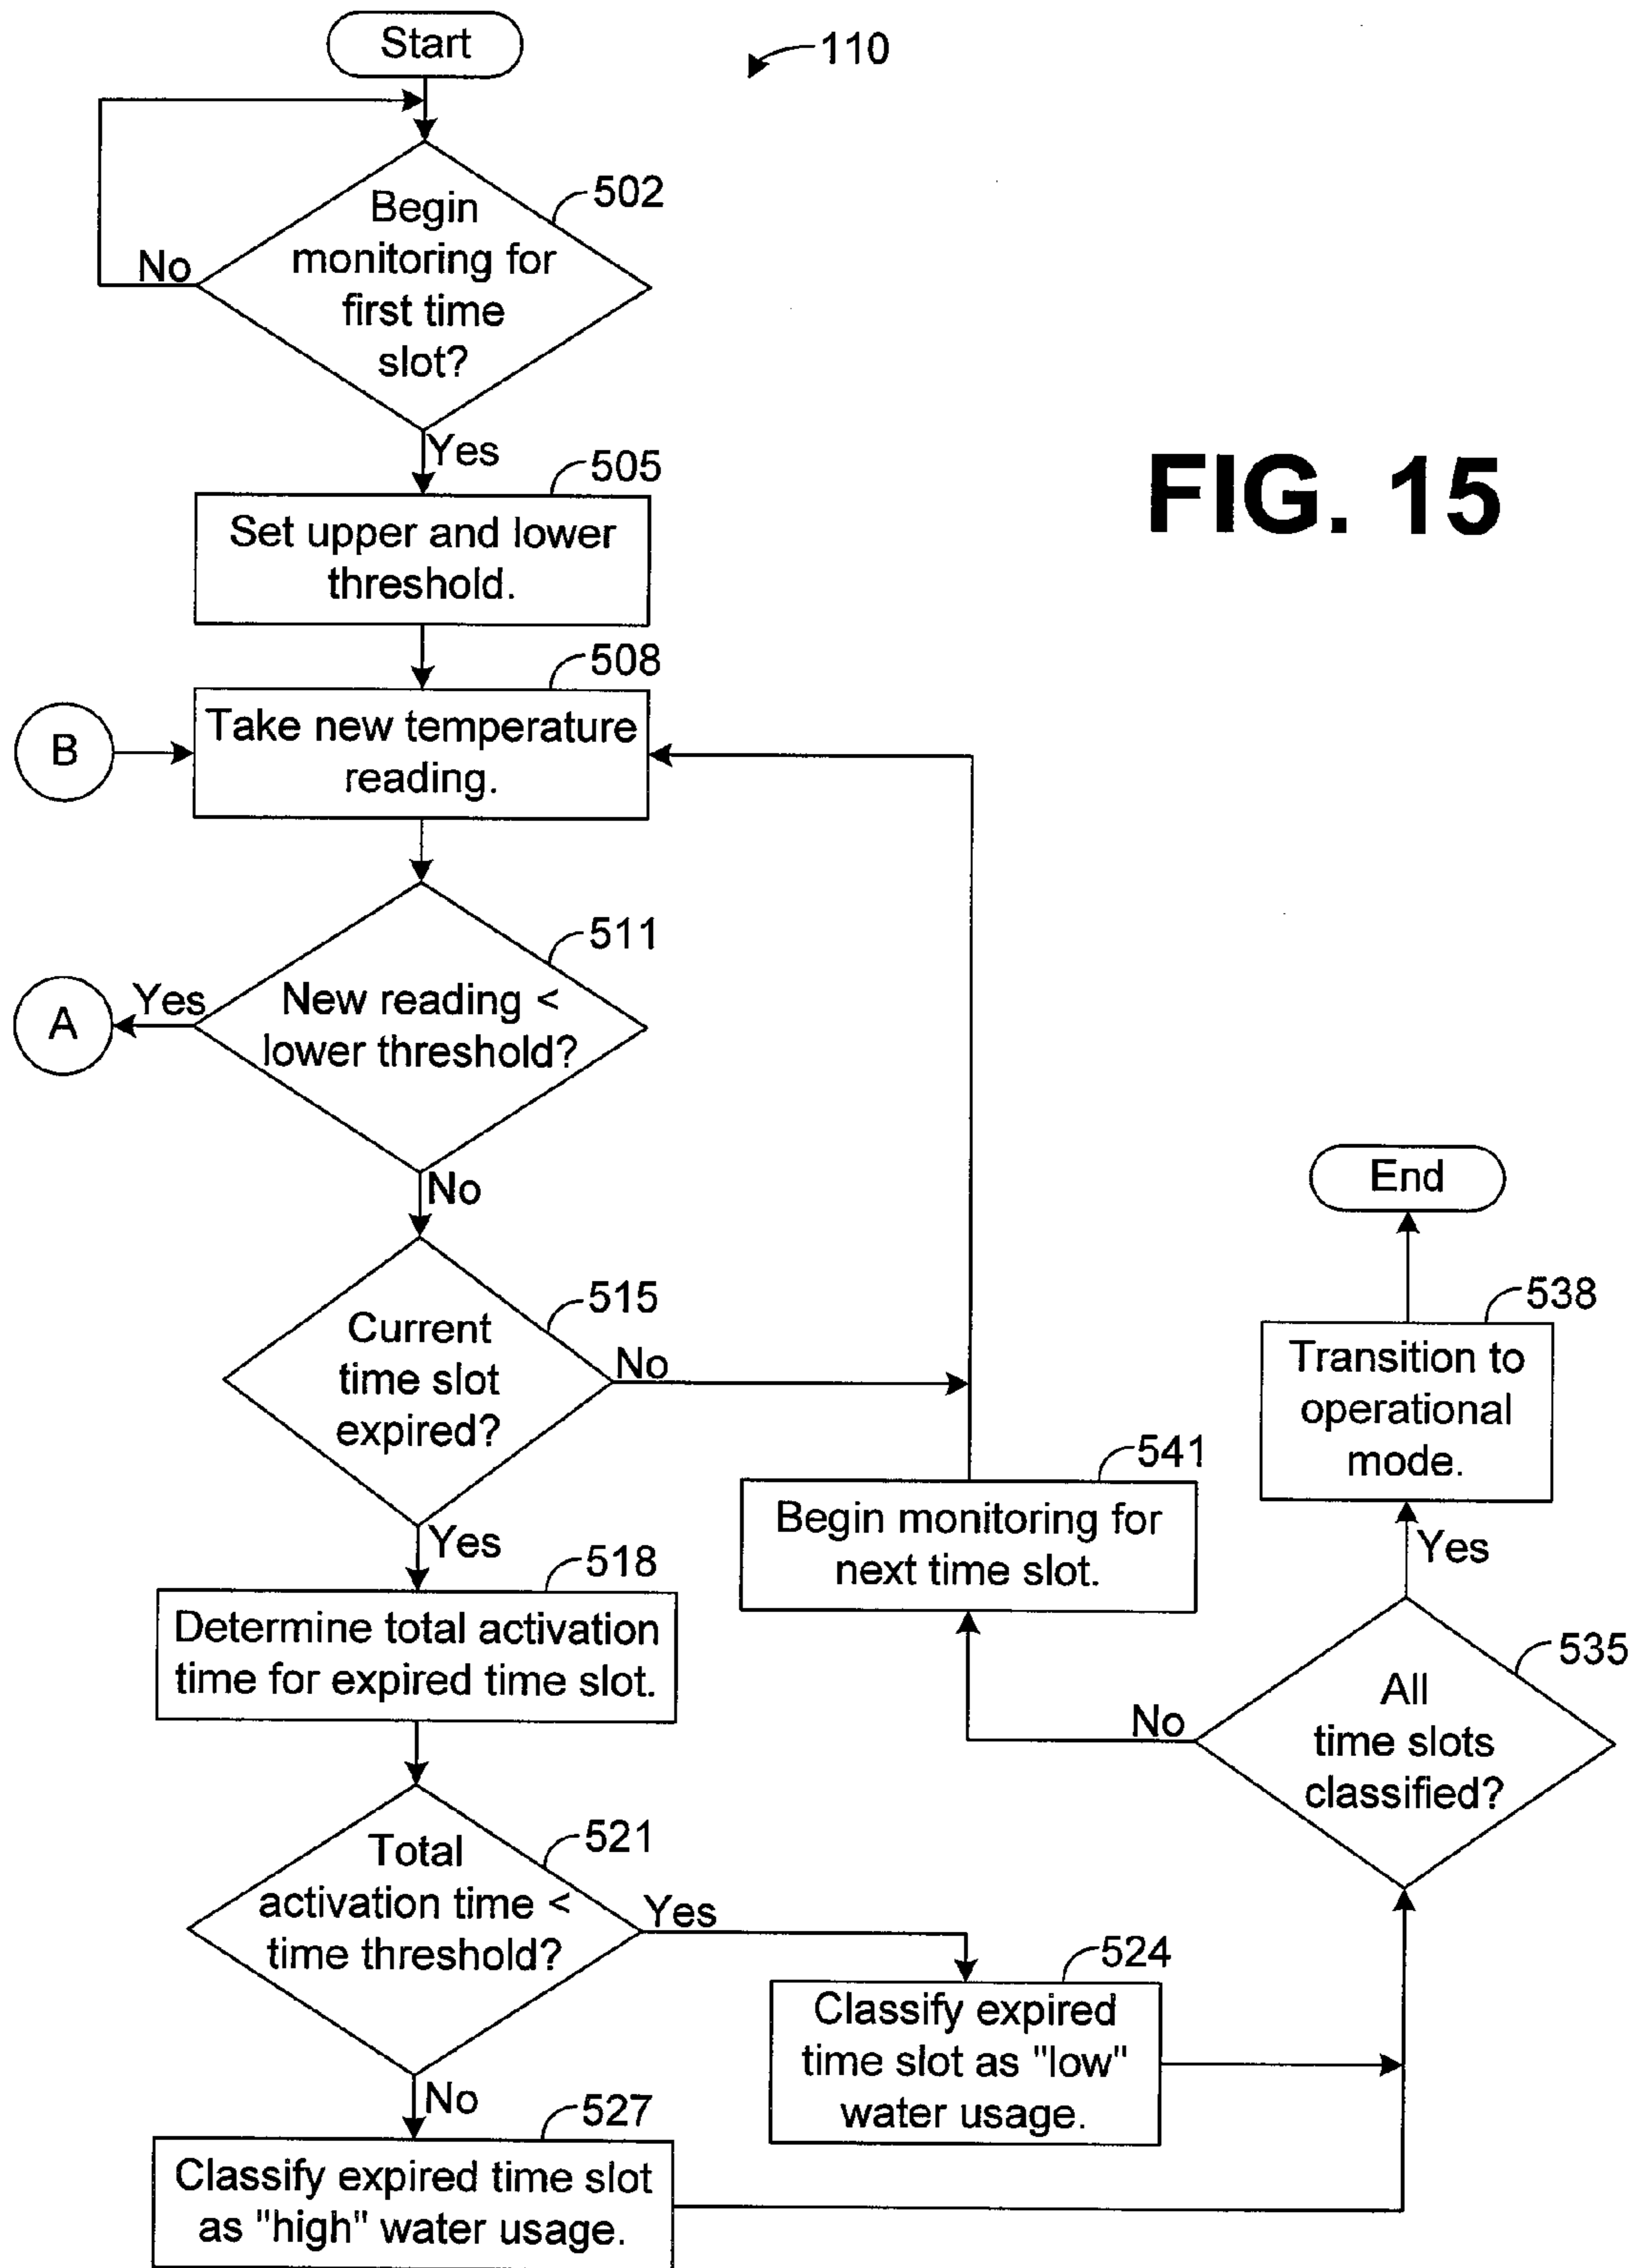 Start
110
Begin
monitoring for
first time
slot?
502
No
Yes
505
Set upper and lower
threshold.
FIG. 15
508
B
Take new temperature
reading.
511
A
Yes
New reading <
lower threshold?
No
515
Current
time slot
expired?
No
Yes
End
538
Transition to
operational
mode.
541
Begin monitoring for
next time slot.
Yes
518
Determine total activation
time for expired time slot.
535
All
time slots
classified?
No
521
Total
activation time <
time threshold?
Yes
524
Classify expired
time slot as "low"
water usage.
No
527
Classify expired time slot
as "high" water usage.